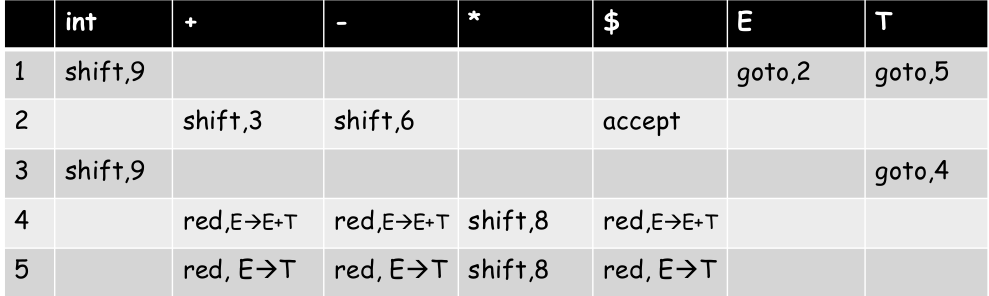 int + - * $ E T
1 shift,9 goto,2 goto,5
2 shift,3 shift,6 accept
3 shift,9 goto,4
4 red,E→E+T red,E→E+T shift,8 red,E→E+T
5 red, E→T red, E→T shift,8 red, E→T